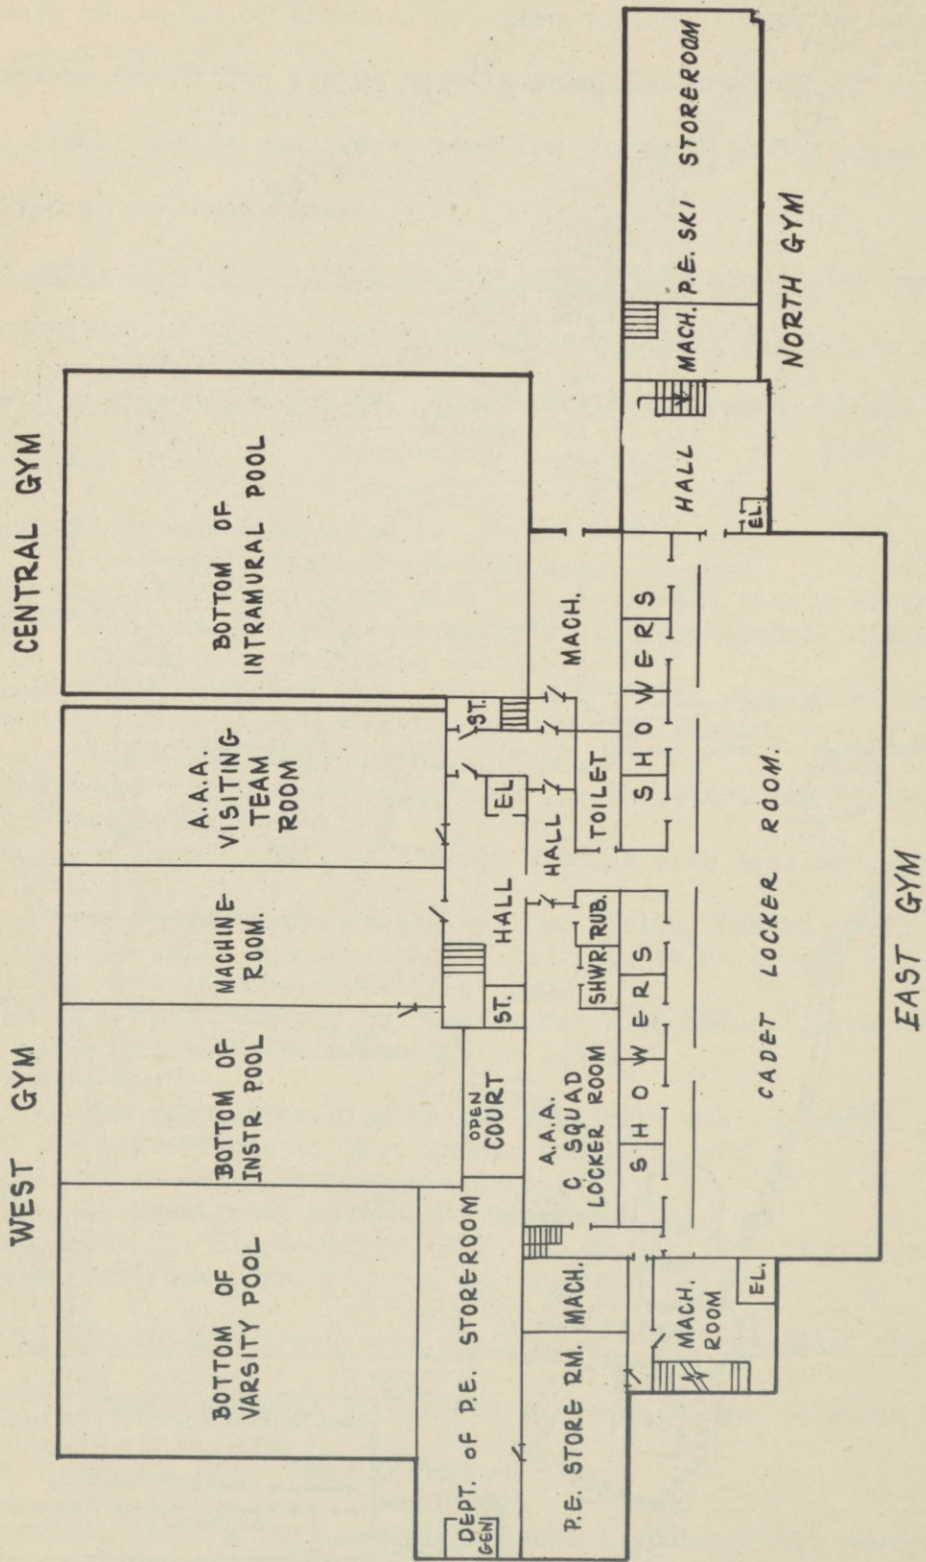 WEST GYM
CENTRAL GYM
BOTTOM OF
VARSITY POOL
BOTTOM OF
INSTR POOL
MACHINE-
ROOM.
A.A.A.
VISITING-
TEAM
ROOM
BOTTOM OF
INTRAMURAL POOL
DEPT. OF P.E. STOREROOM
GEN
OPEN
COURT
ST.
HALL
EL
ST.
P.E. STORE RM.
MACH.
A.A.A.
C SQUAD
LOCKER ROOM
SHWR.
RUB.
HALL
TOILET
MACH.
SHOWERS
SHOWERS
MACH.
ROOM
EL.
CADET LOCKER ROOM.
EL.
HALL
MACH.
P.E. SKI STOREROOM
EAST GYM
NORTH GYM